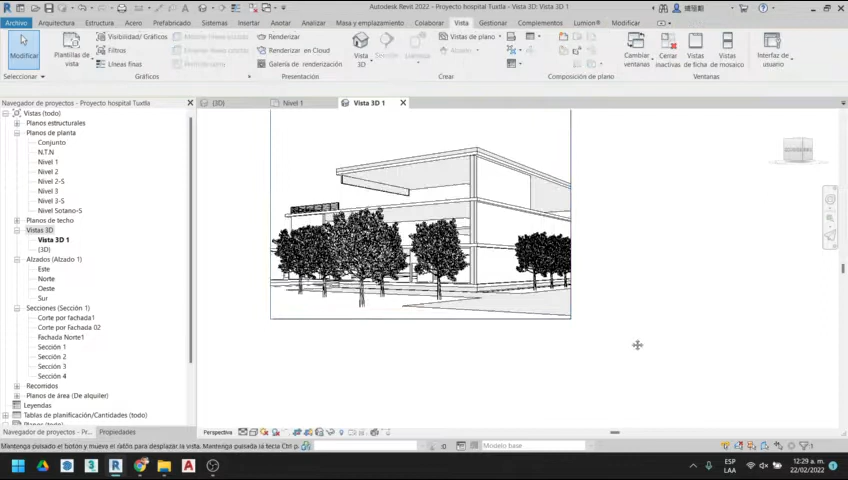 Autodesk Revit 2022 - Proyecto hospital Tuxtla - Vista 3D: Vista 3D 1
Archivo Arquitectura Estructura Acero Prefabricado Sistemas Insertar Anotar Analizar Masa y emplazamiento Colaborar Vista Gestionar Complementos Lumion® Modificar
Modificar
Plantillas de vista
Visibilidad/ Gráficos
Filtros
Líneas finas
Renderizar
Renderizar en Cloud
Galería de renderización
Vista 3D
Sección
Vistas de plano
Alzado
Cambiar ventanas
Cerrar inactivas
Vistas de ficha
Vistas de mosaico
Interfaz de usuario
Seleccionar
Gráficos
Presentación
Crear
Composición de plano
Ventanas
Navegador de proyectos - Proyecto hospital Tuxtla
{3D}
Nivel 1
Vista 3D 1
Vistas (todo)
Planos estructurales
Planos de planta
Conjunto
N.T.N
Nivel 1
Nivel 2
Nivel 2-S
Nivel 3
Nivel 3-S
Nivel Sotano-S
Planos de techo
Vistas 3D
Vista 3D 1
{3D}
Alzados (Alzado 1)
Este
Norte
Oeste
Sur
Secciones (Sección 1)
Corte por fachada1
Corte por Fachada 02
Fachada Norte1
Sección 1
Sección 2
Sección 3
Sección 4
Recorridos
Planos de área (De alquiler)
Leyendas
Tablas de planificación/Cantidades (todo)
Navegador de proyectos - Pr...
Propiedades
Perspectiva
Mantenga pulsado el botón y mueva el ratón para desplazar la vista. Mantenga pulsada la tecla Ctrl p
:0
Modelo base
ESP
LAA
12:29 a. m.
22/02/2022